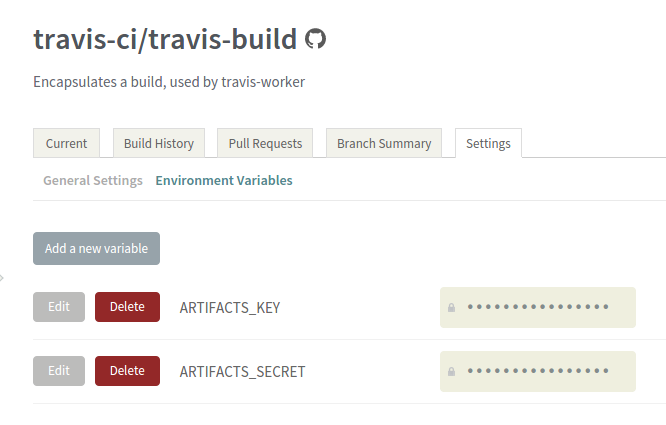 travis-ci/travis-build
Encapsulates a build, used by travis-worker
Current Build History Pull Requests Branch Summary Settings
General Settings Environment Variables
Add a new variable
Edit Delete ARTIFACTS_KEY ••••••••••••••••
Edit Delete ARTIFACTS_SECRET ••••••••••••••••